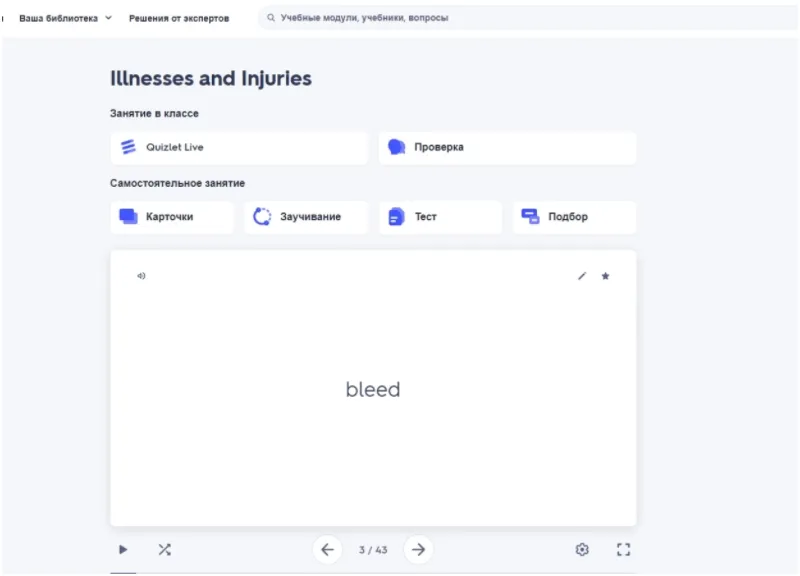 Ваша библиотека Решения от экспертов Учебные модули, учебники, вопросы
Illnesses and Injuries
Занятие в классе
Quizlet Live Проверка
Самостоятельное занятие
Карточки Заучивание Тест Подбор
bleed
3 / 43